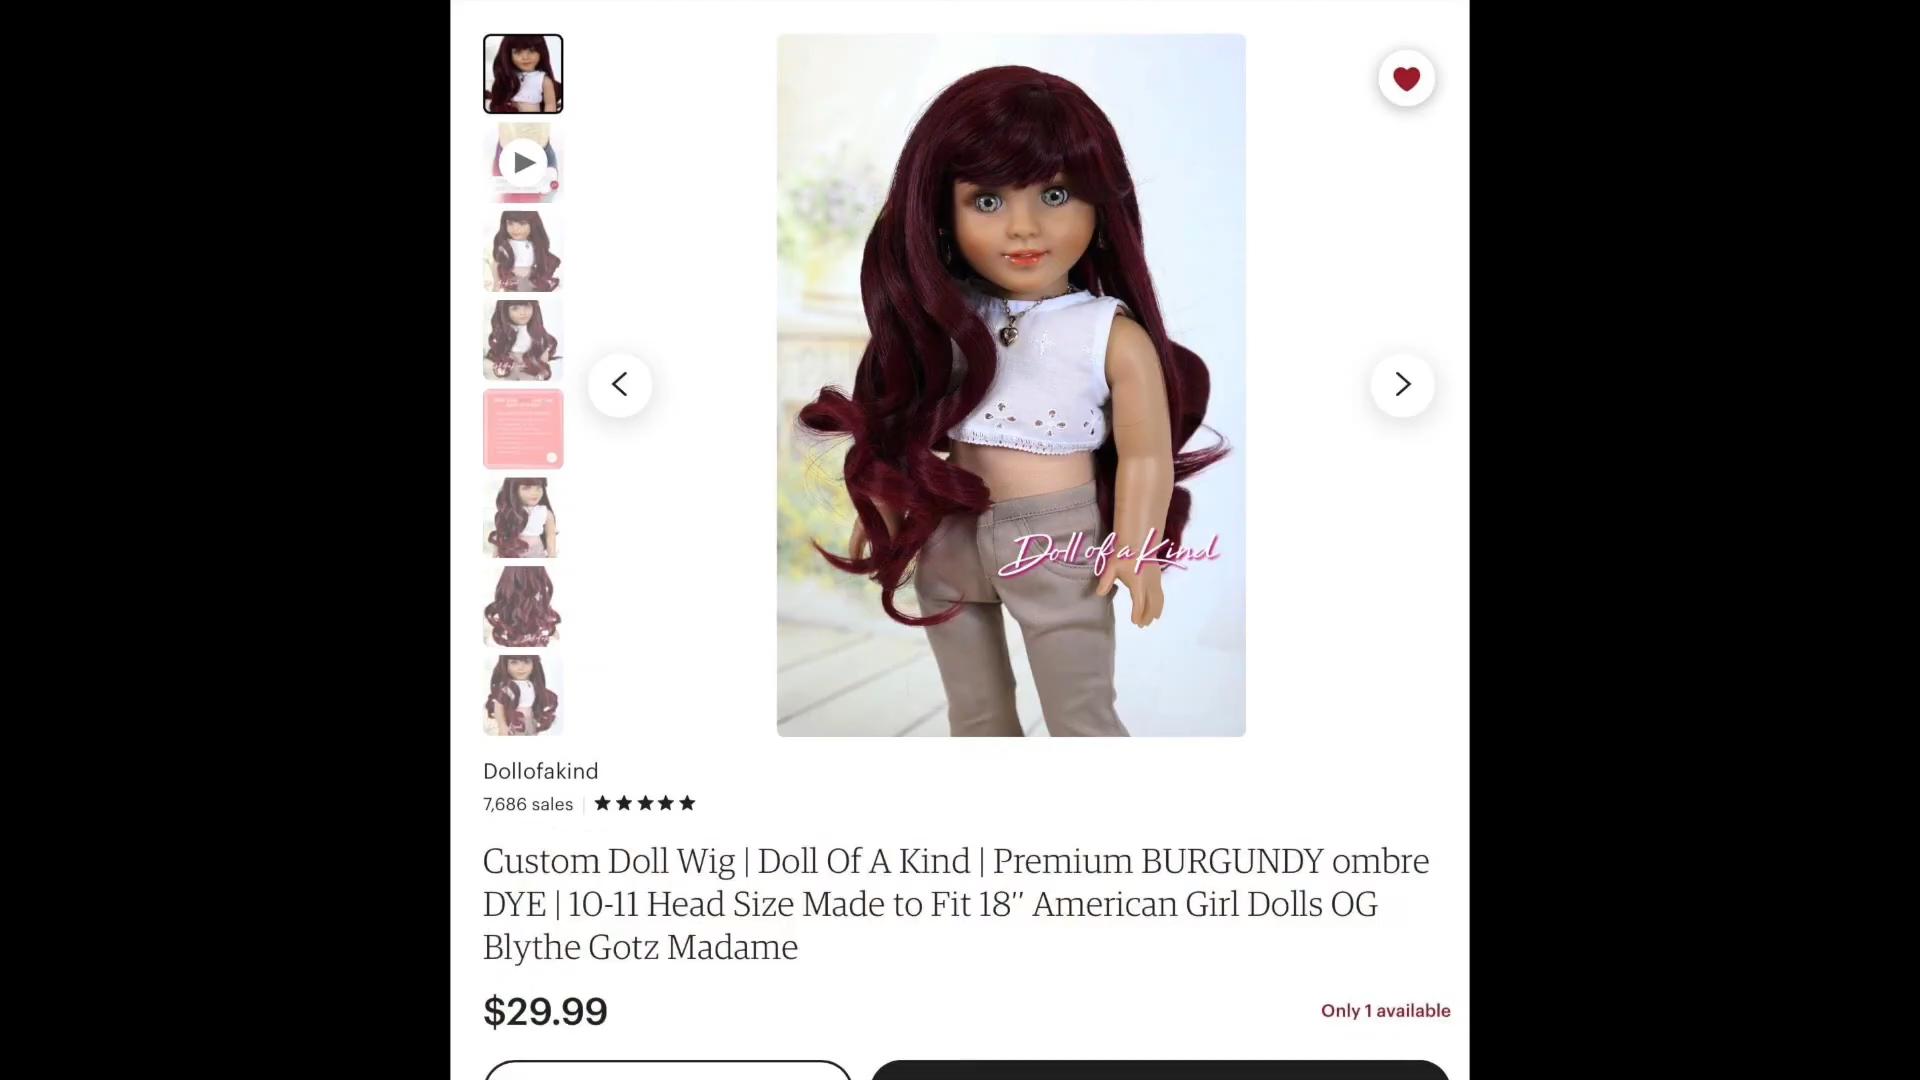 Doll of a Kind
Dollofakind
7,686 sales
Custom Doll Wig | Doll Of A Kind | Premium BURGUNDY ombre
DYE | 10-11 Head Size Made to Fit 18″ American Girl Dolls OG
Blythe Gotz Madame
$29.99
Only 1 available